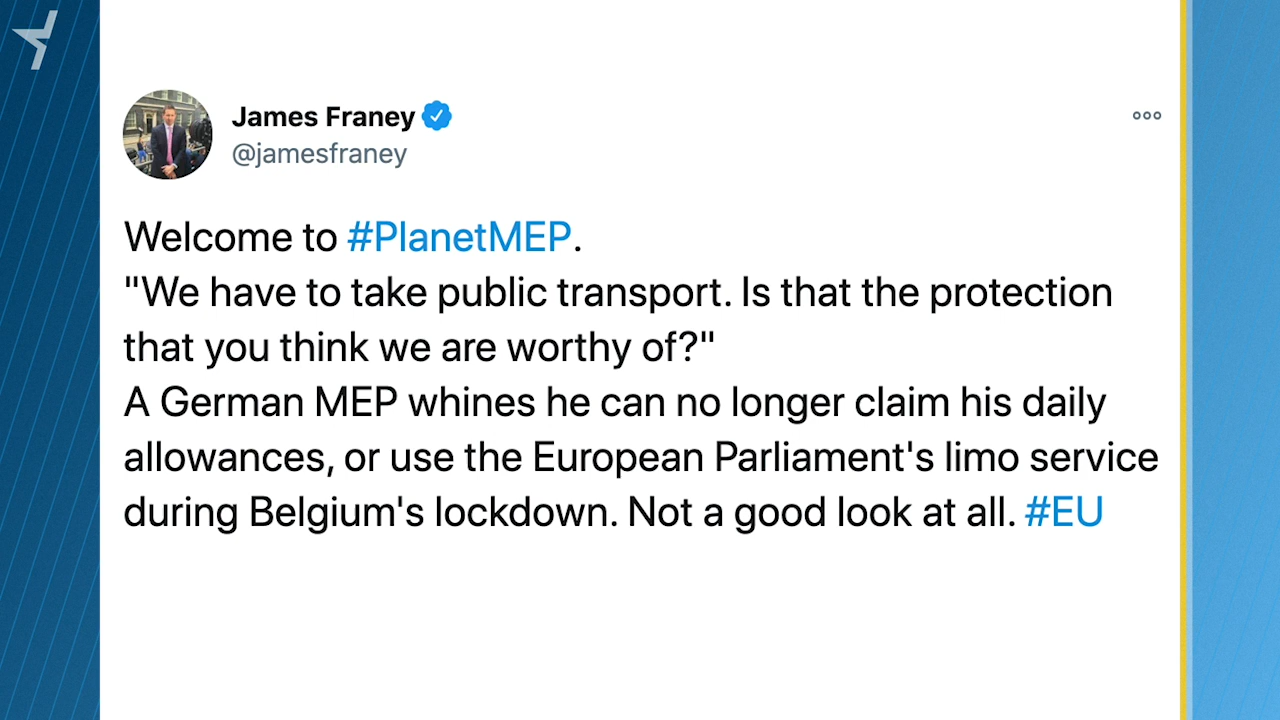 James Franey
@jamesfraney
Welcome to #PlanetMEP.
"We have to take public transport. Is that the protection
that you think we are worthy of?"
A German MEP whines he can no longer claim his daily
allowances, or use the European Parliament's limo service
during Belgium's lockdown. Not a good look at all. #EU